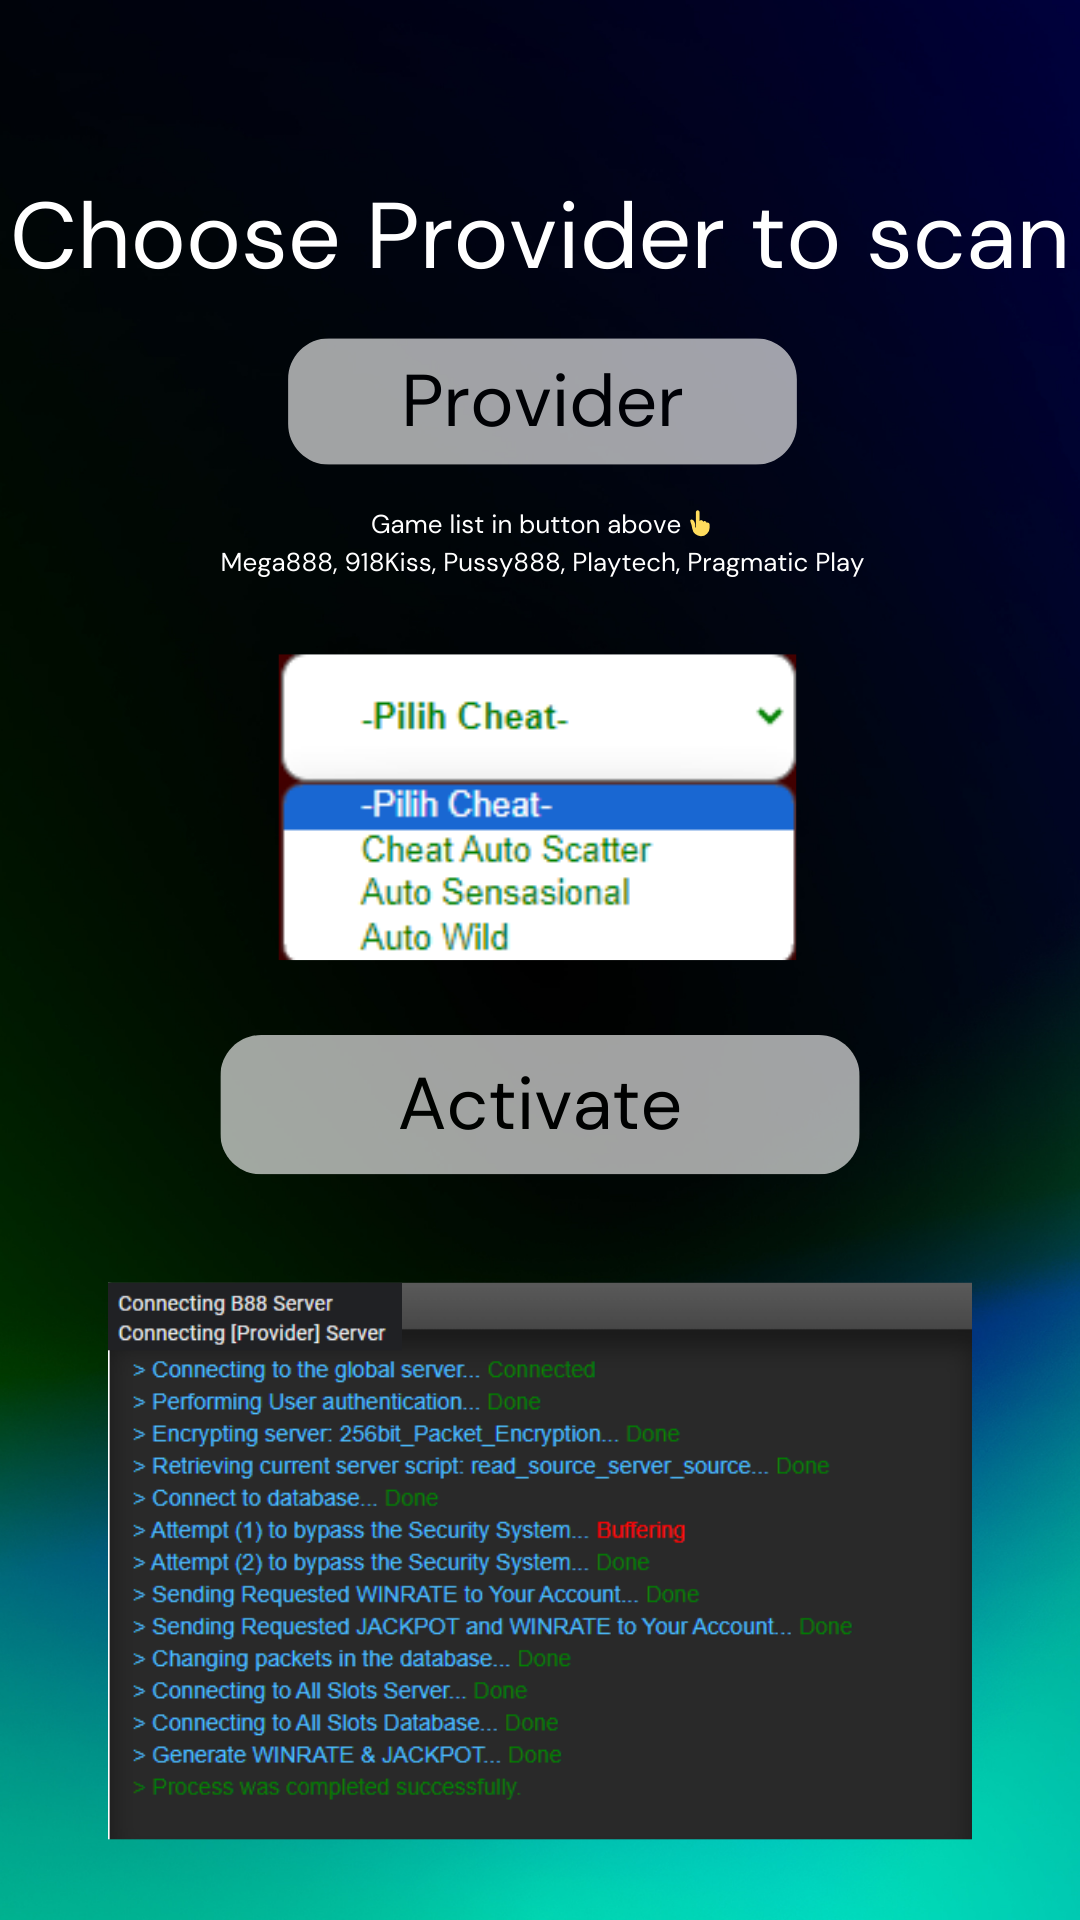 Choose Provider to scan
Provider
Game list in button above 👆
Mega888, 918Kiss, Pussy888, Playtech, Pragmatic Play
-Pilih Cheat-
-Pilih Cheat-
Cheat Auto Scatter
Auto Sensasional
Auto Wild
Activate
Connecting B88 Server
Connecting [Provider] Server
> Connecting to the global server... Connected
> Performing User authentication... Done
> Encrypting server: 256bit_Packet_Encryption... Done
> Retrieving current server script: read_source_server_source... Done
> Connect to database... Done
> Attempt (1) to bypass the Security System... Buffering
> Attempt (2) to bypass the Security System... Done
> Sending Requested WINRATE to Your Account... Done
> Sending Requested JACKPOT and WINRATE to Your Account... Done
> Changing packets in the database... Done
> Connecting to All Slots Server... Done
> Connecting to All Slots Database... Done
> Generate WINRATE & JACKPOT... Done
> Process was completed successfully.